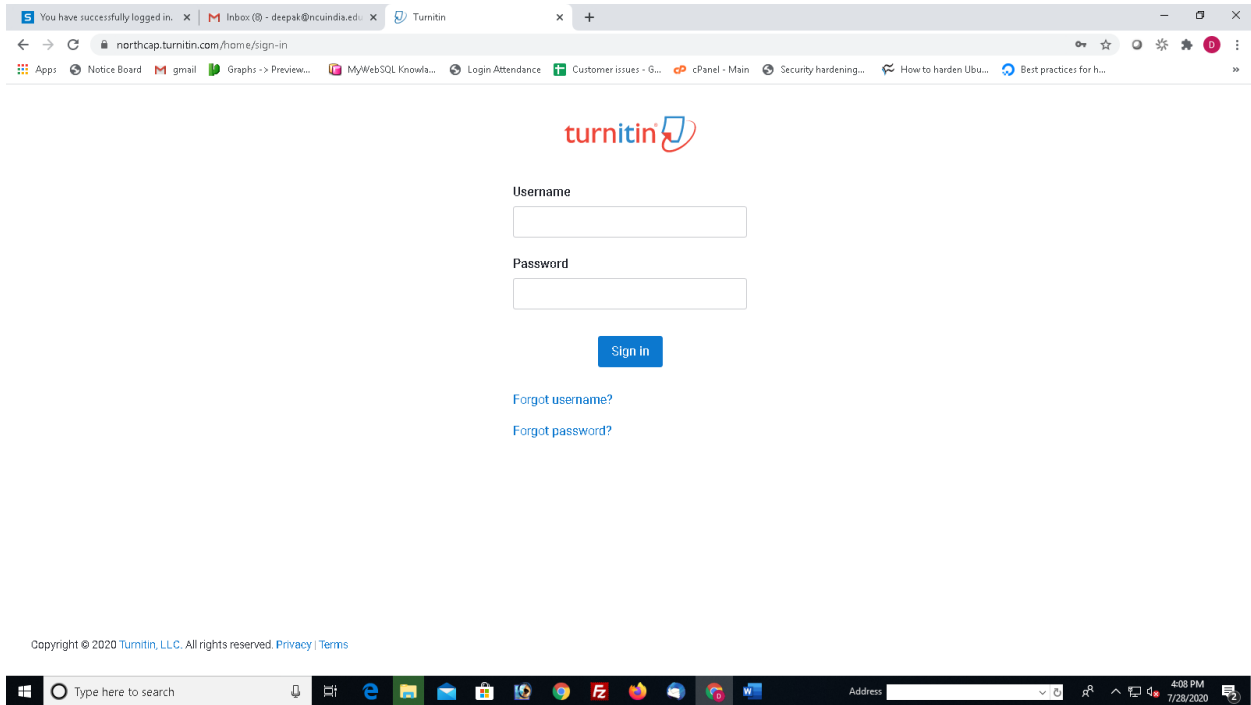 You have successfully logged in.
Inbox (8) - deepak@ncuindia.edu
Turnitin
northcap.turnitin.com/home/sign-in
Apps Notice Board gmail Graphs -> Preview... MyWebSQL Knowla... Login Attendance Customer issues - G... cPanel - Main Security hardening... How to harden Ubu... Best practices for h...
turnitin
Username
Password
Sign in
Forgot username?
Forgot password?
Copyright © 2020 Turnitin, LLC. All rights reserved. Privacy | Terms
Type here to search
Address
4:08 PM
7/28/2020
2